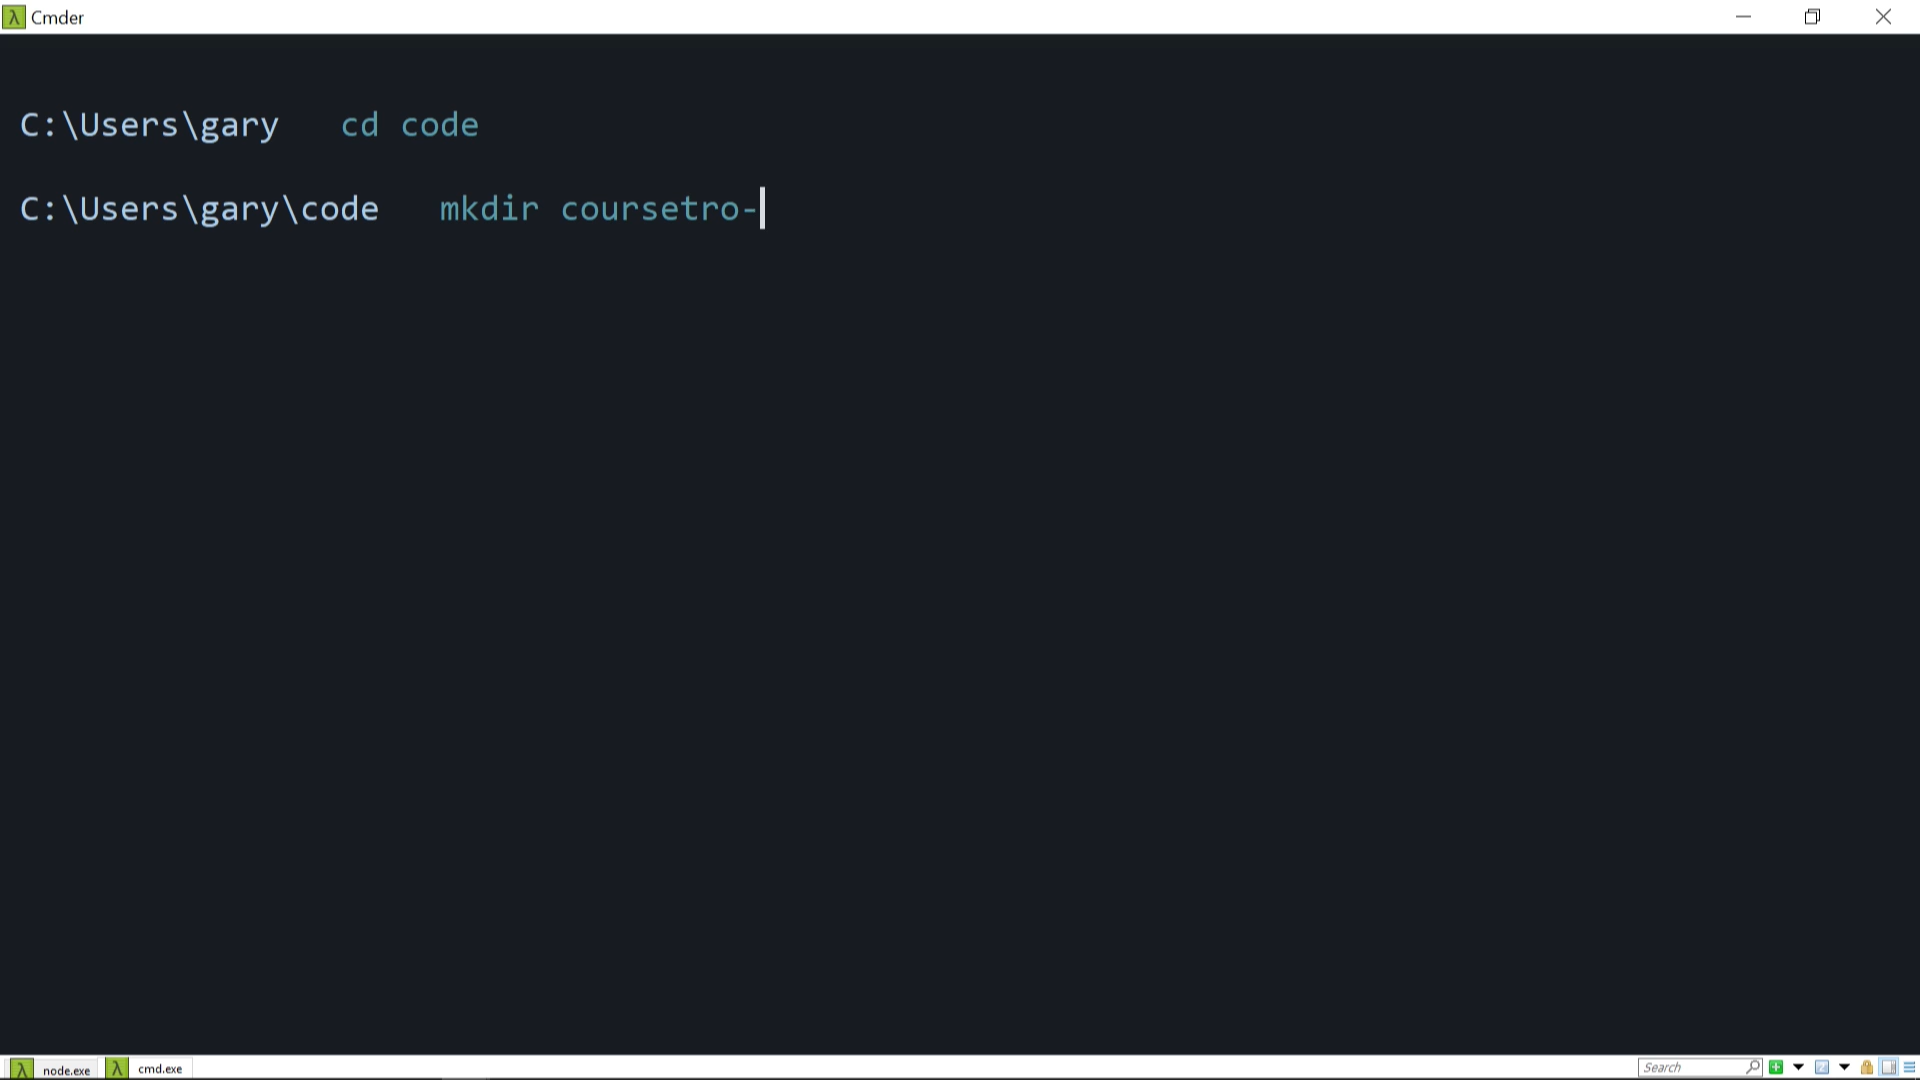 λ Cmder
C:\Users\gary   cd code
C:\Users\gary\code   mkdir coursetro-
λ node.exe λ cmd.exe Search